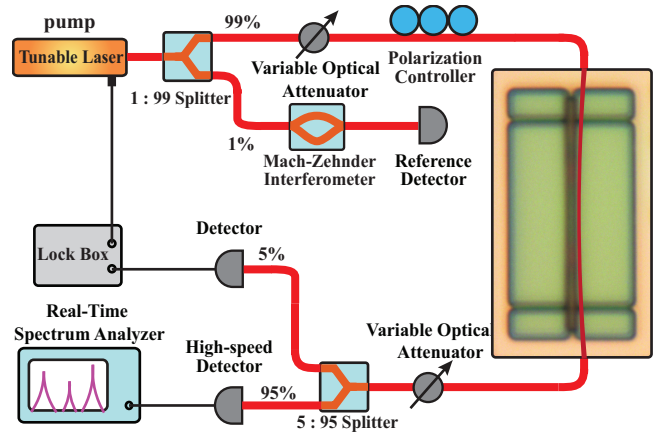 pump
Tunable Laser
1 : 99 Splitter
99%
1%
Variable Optical
Attenuator
Polarization
Controller
Mach-Zehnder
Interferometer
Reference
Detector
Lock Box
Detector
5%
Real-Time
Spectrum Analyzer
High-speed
Detector
95%
5 : 95 Splitter
Variable Optical
Attenuator